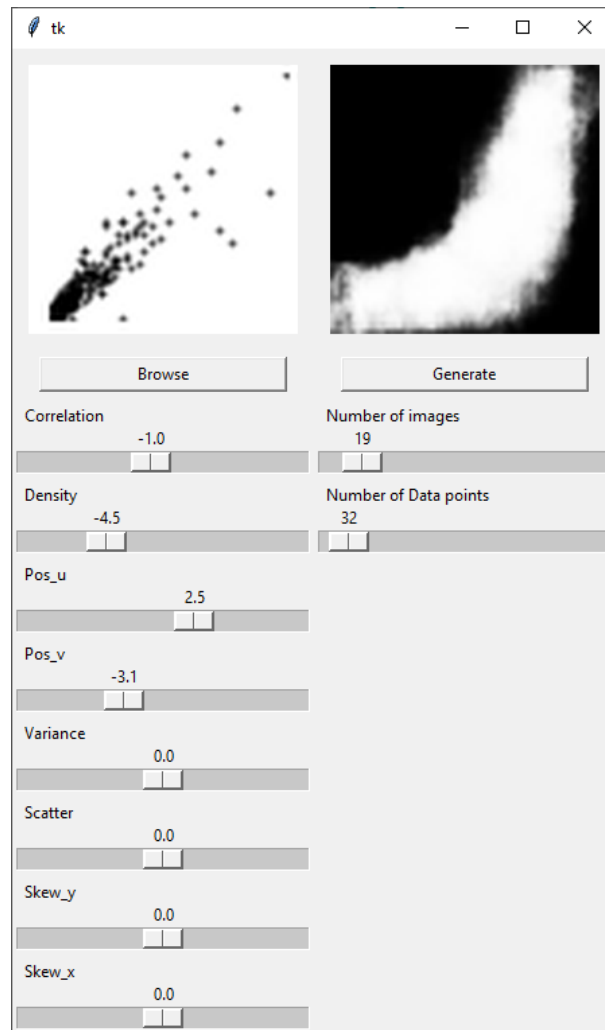 tk
Browse
Generate
Correlation
-1.0
Number of images
19
Density
-4.5
Number of Data points
32
Pos_u
2.5
Pos_v
-3.1
Variance
0.0
Scatter
0.0
Skew_y
0.0
Skew_x
0.0